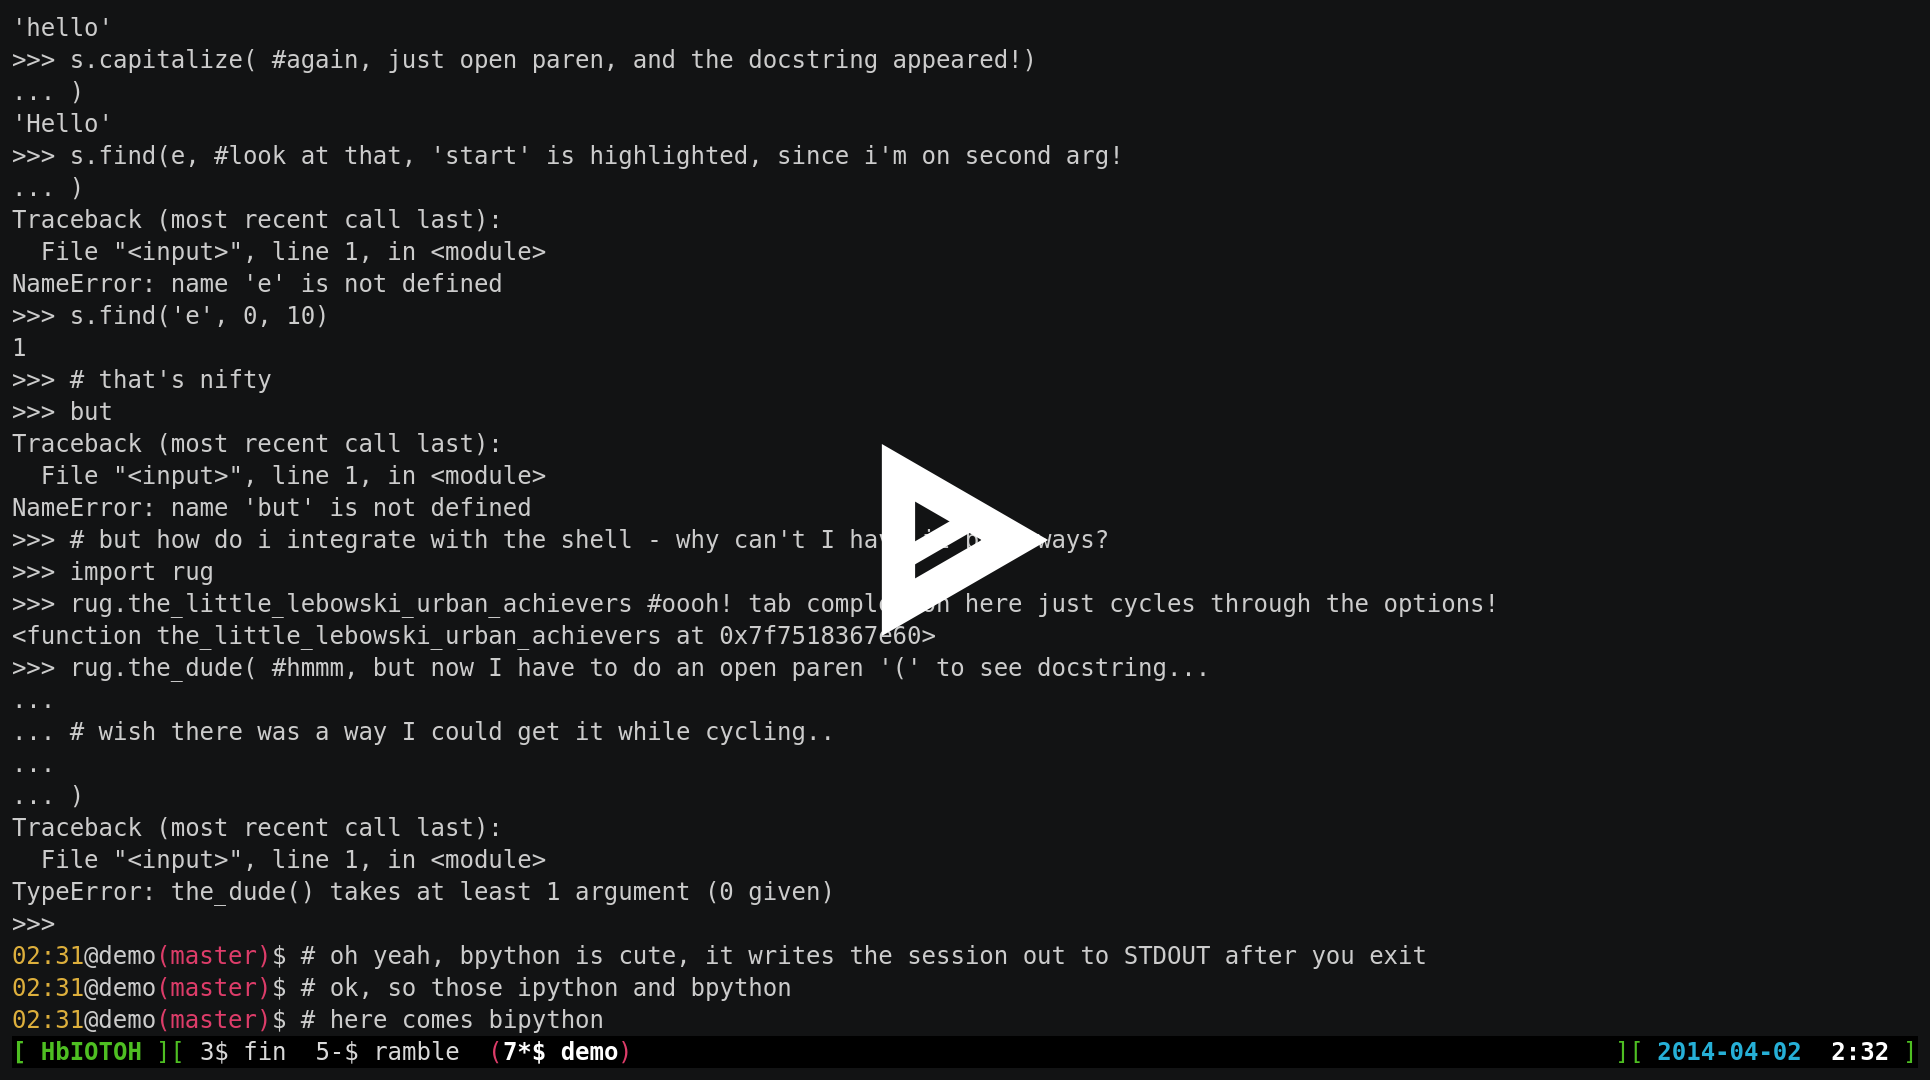 'hello'
>>> s.capitalize( #again, just open paren, and the docstring appeared!)
... )
'Hello'
>>> s.find(e, #look at that, 'start' is highlighted, since i'm on second arg!
... )
Traceback (most recent call last):
  File "<input>", line 1, in <module>
NameError: name 'e' is not defined
>>> s.find('e', 0, 10)
1
>>> # that's nifty
>>> but
Traceback (most recent call last):
  File "<input>", line 1, in <module>
NameError: name 'but' is not defined
>>> # but how do i integrate with the shell - why can't I
>>> import rug
>>> rug.the_little_lebowski_urban_achievers #oooh! tab completion here just cycles through the options!
<function the_little_lebowski_urban_achievers at 0x7f7518367e60>
>>> rug.the_dude( #hmmm, but now I have to do an open paren '(' to see docstring...
...
... # wish there was a way I could get it while cycling..
...
... )
Traceback (most recent call last):
  File "<input>", line 1, in <module>
TypeError: the_dude() takes at least 1 argument (0 given)
>>>
02:31@demo(master)$ # oh yeah, bpython is cute, it writes the session out to STDOUT after you exit
02:31@demo(master)$ # ok, so those ipython and bpython
02:31@demo(master)$ # here comes bipython
[ HbIOTOH ][ 3$ fin  5-$ ramble  (7*$ demo) ][ 2014-04-02  2:32 ]